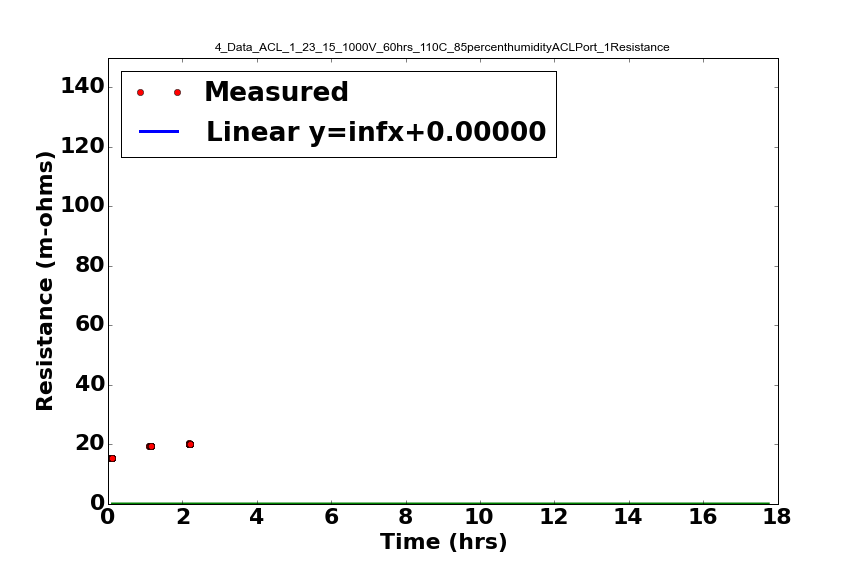 4_Data_ACL_1_23_15_1000V_60hrs_110C_85percenthumidityACLPort_1Resistance
Measured
Linear y=infx+0.00000
Resistance (m-ohms)
140
120
100
80
60
40
20
0
0 2 4 6 8 10 12 14 16 18
Time (hrs)